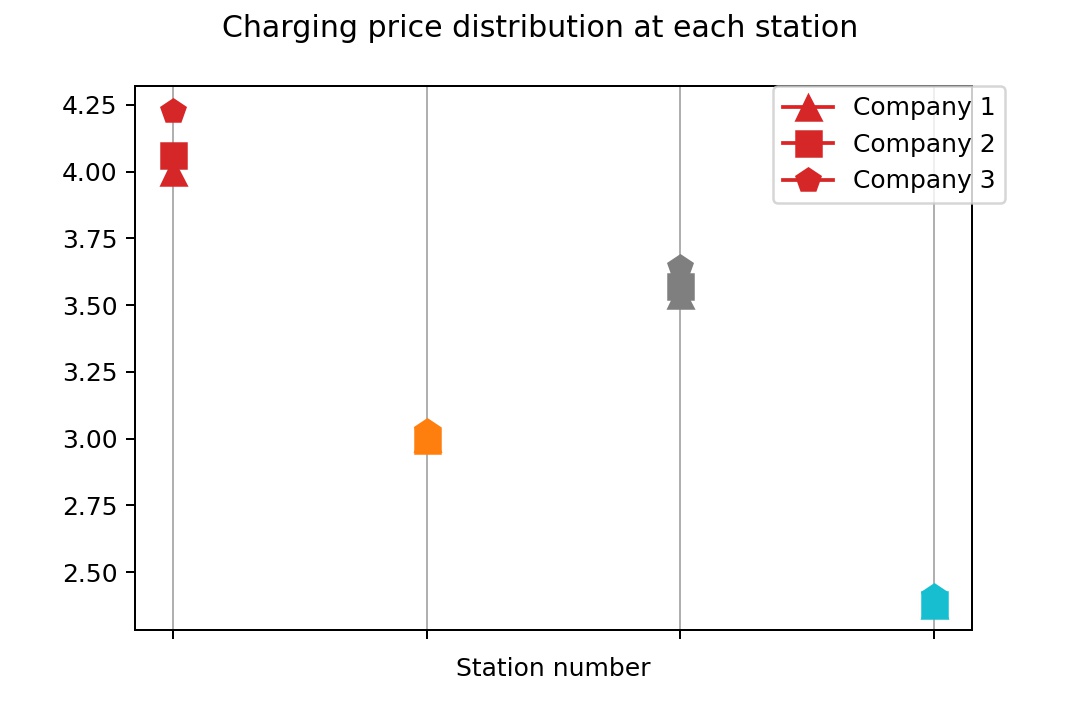 Charging price distribution at each station
4.25
4.00
3.75
3.50
3.25
3.00
2.75
2.50
Company 1
Company 2
Company 3
Station number